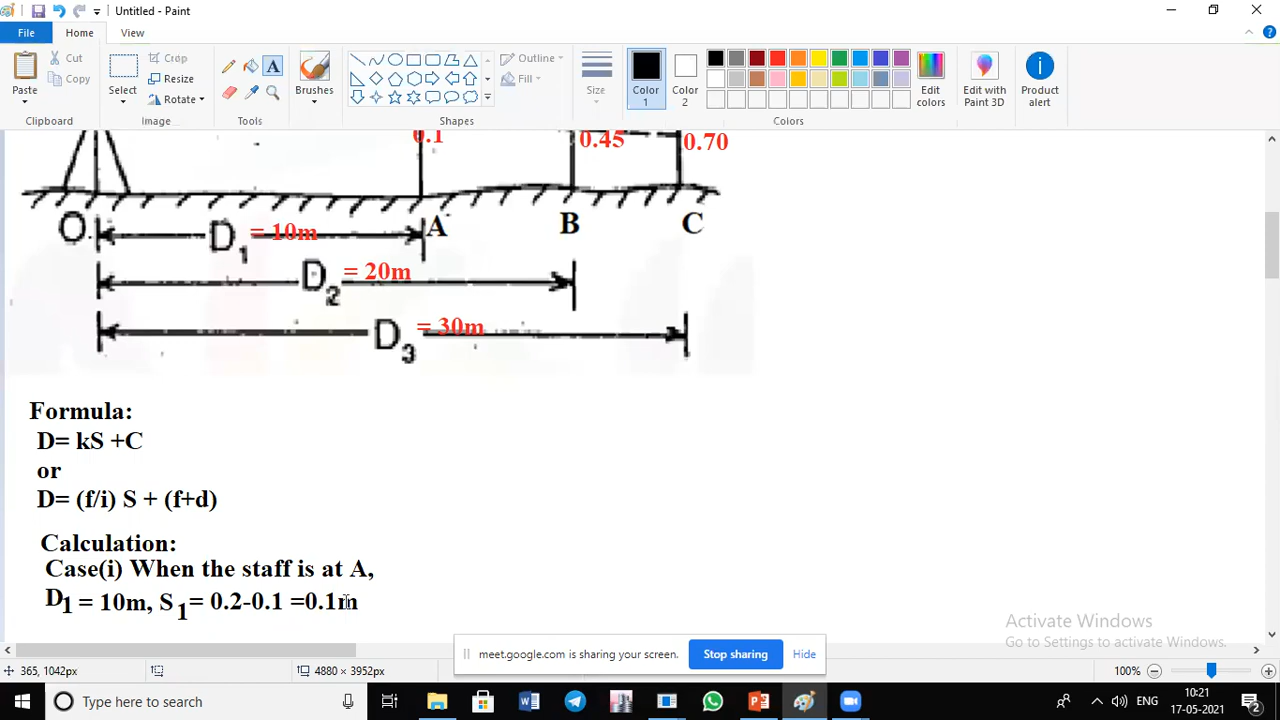 Untitled - Paint
File
Home
View
Cut
Copy
Paste
Clipboard
Crop
Resize
Rotate
Select
Image
Tools
Brushes
Shapes
Outline
Fill
Size
Color 1
Color 2
Edit colors
Colors
Edit with Paint 3D
Product alert
0.1
0.45
0.70
O.
A
B
C
D1 = 10m
D2 = 20m
D3 = 30m
Formula:
D= kS +C
or
D= (f/i) S + (f+d)
Calculation:
Case(i) When the staff is at A,
D1 = 10m, S1= 0.2-0.1 =0.1m
Activate Windows
Go to Settings to activate Windows.
meet.google.com is sharing your screen.
Stop sharing
Hide
365, 1042px
4880 × 3952px
100%
Type here to search
ENG
10:21
17-05-2021
2